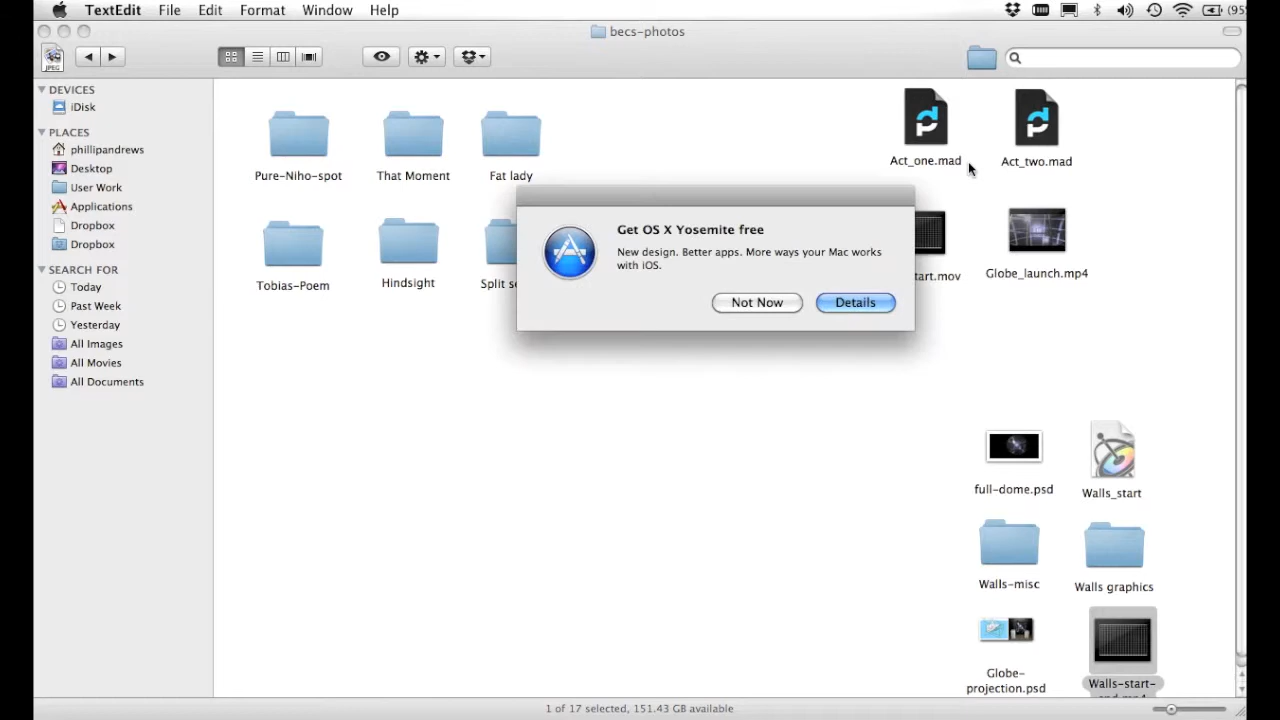 TextEdit File Edit Format Window Help
becs-photos
DEVICES
iDisk
PLACES
phillipandrews
Desktop
User Work
Applications
Dropbox
Dropbox
SEARCH FOR
Today
Past Week
Yesterday
All Images
All Movies
All Documents
Pure-Niho-spot
That Moment
Fat lady
Act_one.mad
Act_two.mad
Tobias-Poem
Hindsight
Globe_launch.mp4
Get OS X Yosemite free
New design. Better apps. More ways your Mac works
with iOS.
Not Now
Details
full-dome.psd
Walls_start
Walls-misc
Walls graphics
Globe-
projection.psd
Walls-start-
1 of 17 selected, 151.43 GB available
JPEG